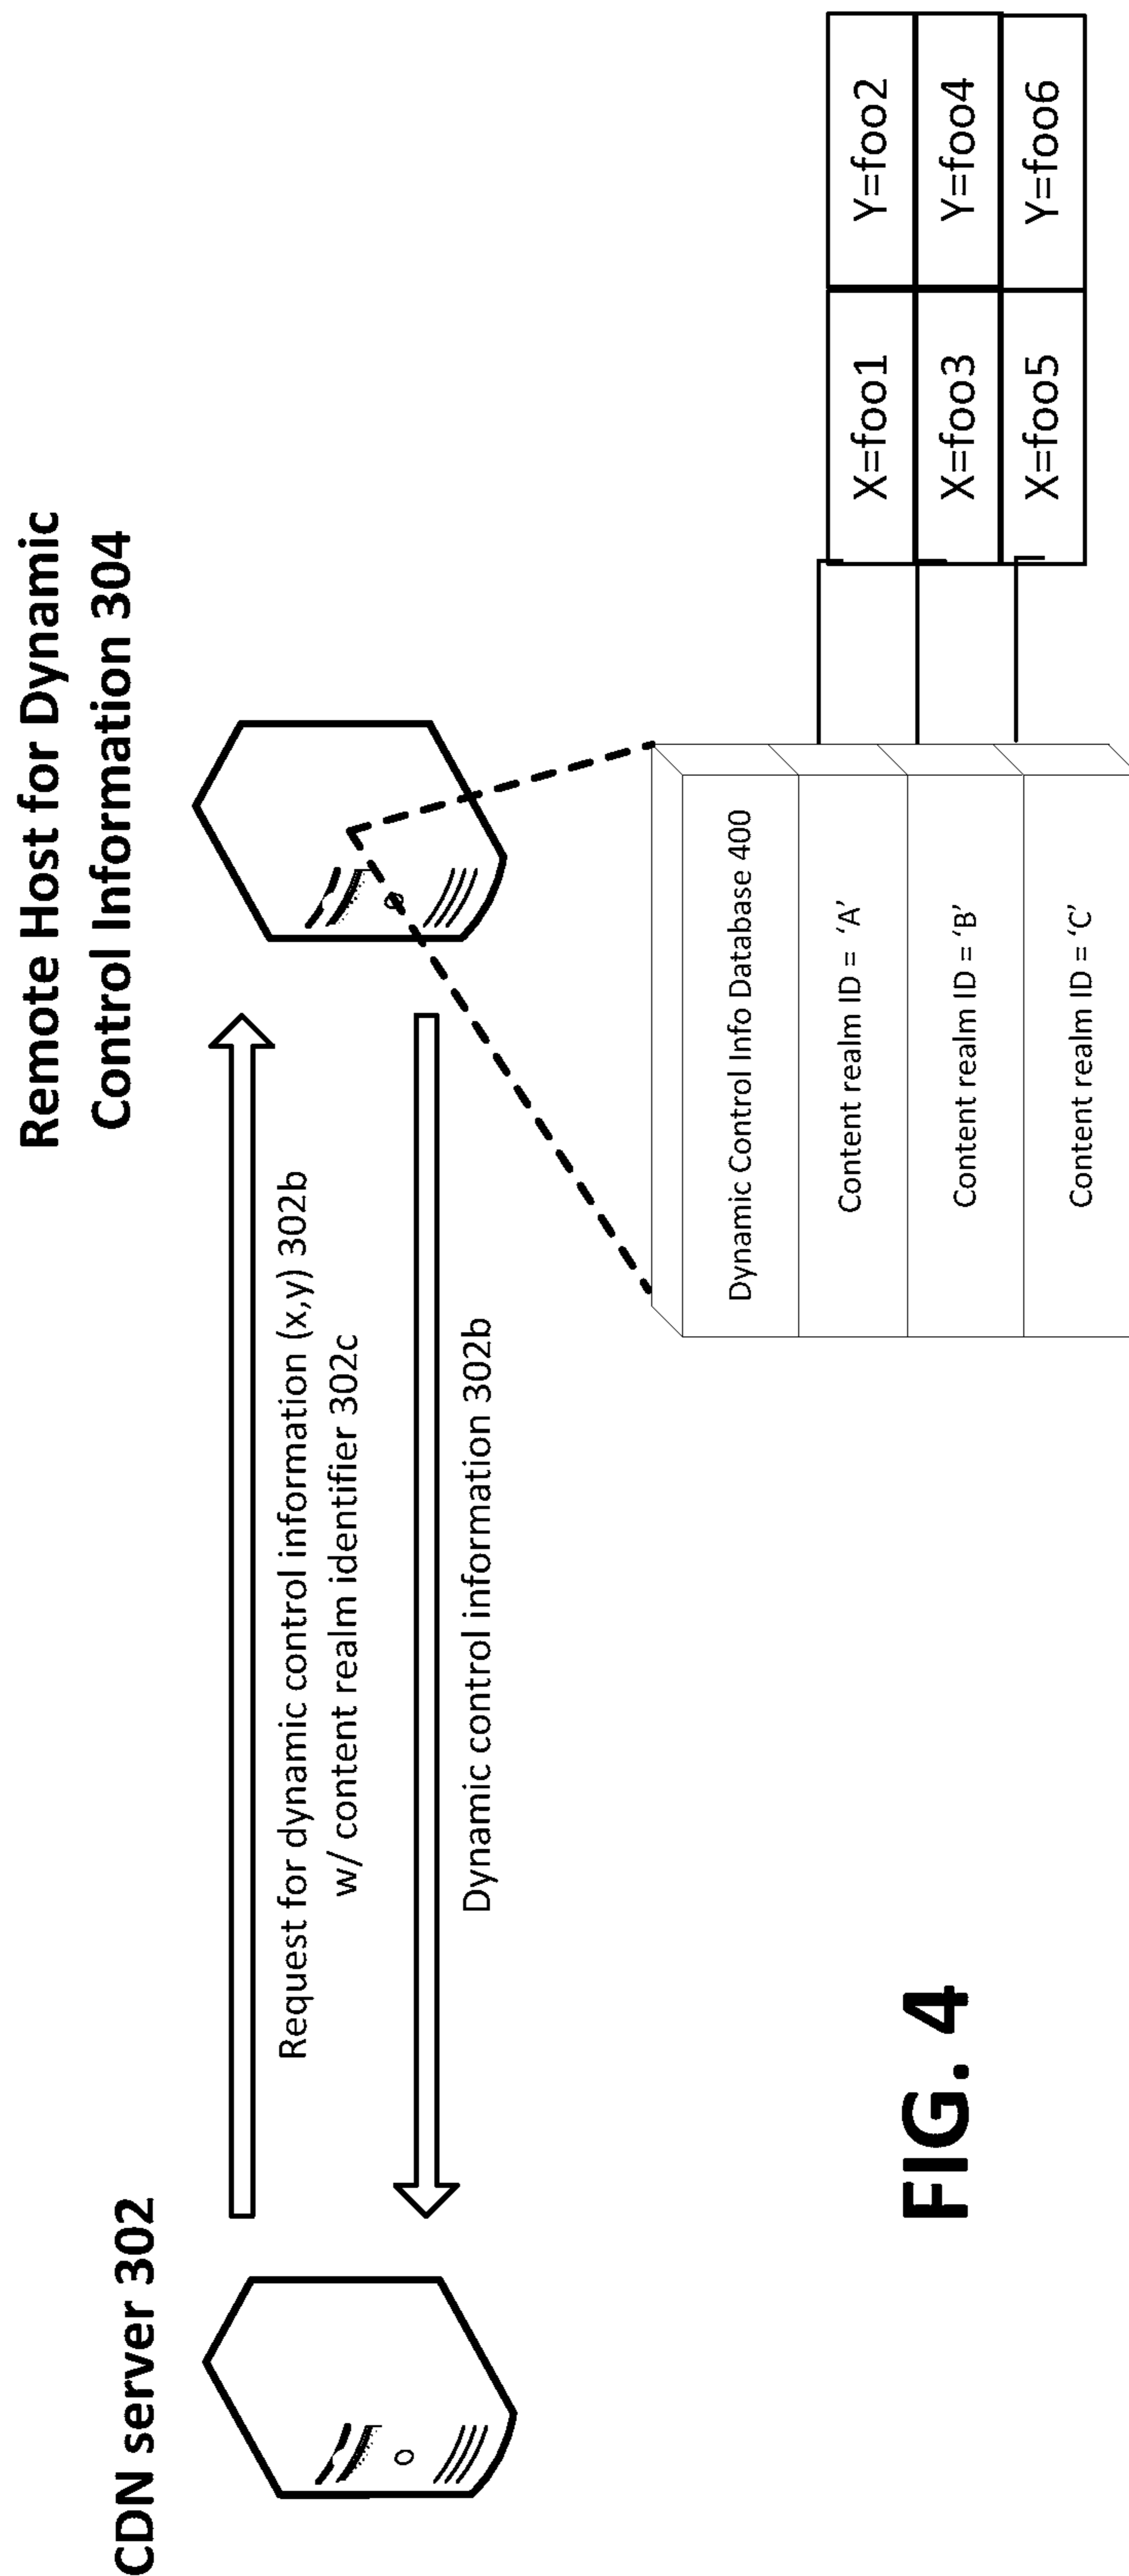 Remote Host for Dynamic
Control Information 304
CDN server 302
Request for dynamic control information (x,y) 302b
w/ content realm identifier 302c
Dynamic control information 302b
Dynamic Control Info Database 400
Content realm ID = ‘A’
X=foo1
Y=foo2
Content realm ID = ‘B’
X=foo3
Y=foo4
Content realm ID = ‘C’
X=foo5
Y=foo6
FIG. 4